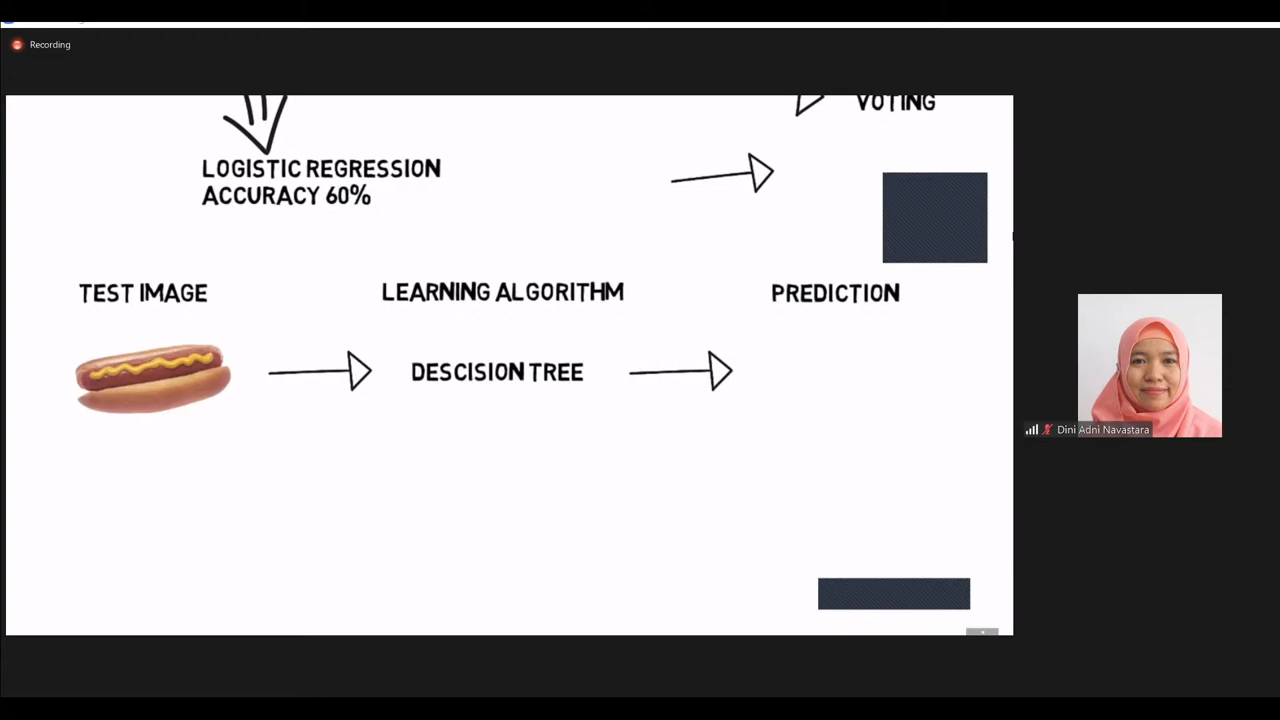 Recording
VOTING
LOGISTIC REGRESSION
ACCURACY 60%
TEST IMAGE
LEARNING ALGORITHM
PREDICTION
DESCISION TREE
Dini Adni Navastara